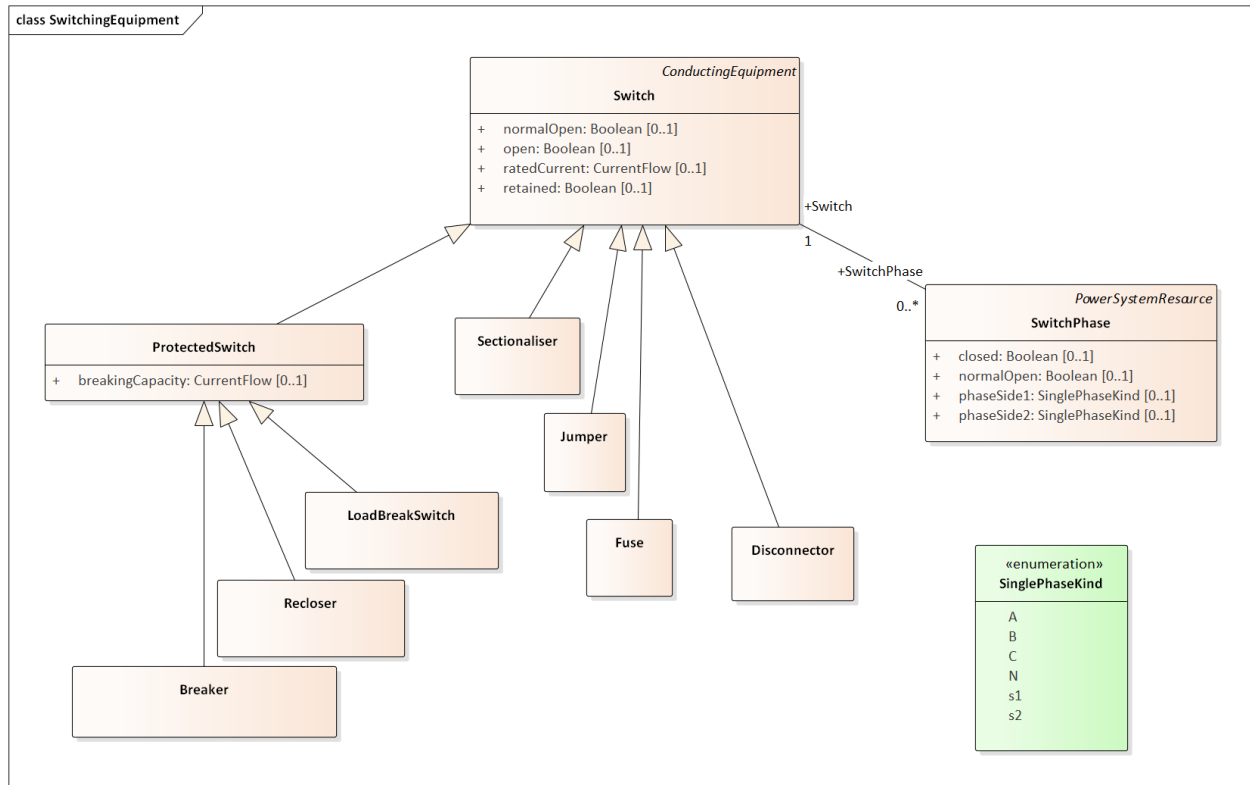 class SwitchingEquipment
ConductingEquipment
Switch
+ normalOpen: Boolean [0..1]
+ open: Boolean [0..1]
+ ratedCurrent: CurrentFlow [0..1]
+ retained: Boolean [0..1]
+Switch
1
+SwitchPhase
0..*
PowerSystemResource
SwitchPhase
+ closed: Boolean [0..1]
+ normalOpen: Boolean [0..1]
+ phaseSide1: SinglePhaseKind [0..1]
+ phaseSide2: SinglePhaseKind [0..1]
ProtectedSwitch
+ breakingCapacity: CurrentFlow [0..1]
Sectionaliser
Jumper
LoadBreakSwitch
Fuse
Disconnector
Recloser
Breaker
«enumeration»
SinglePhaseKind
A
B
C
N
s1
s2